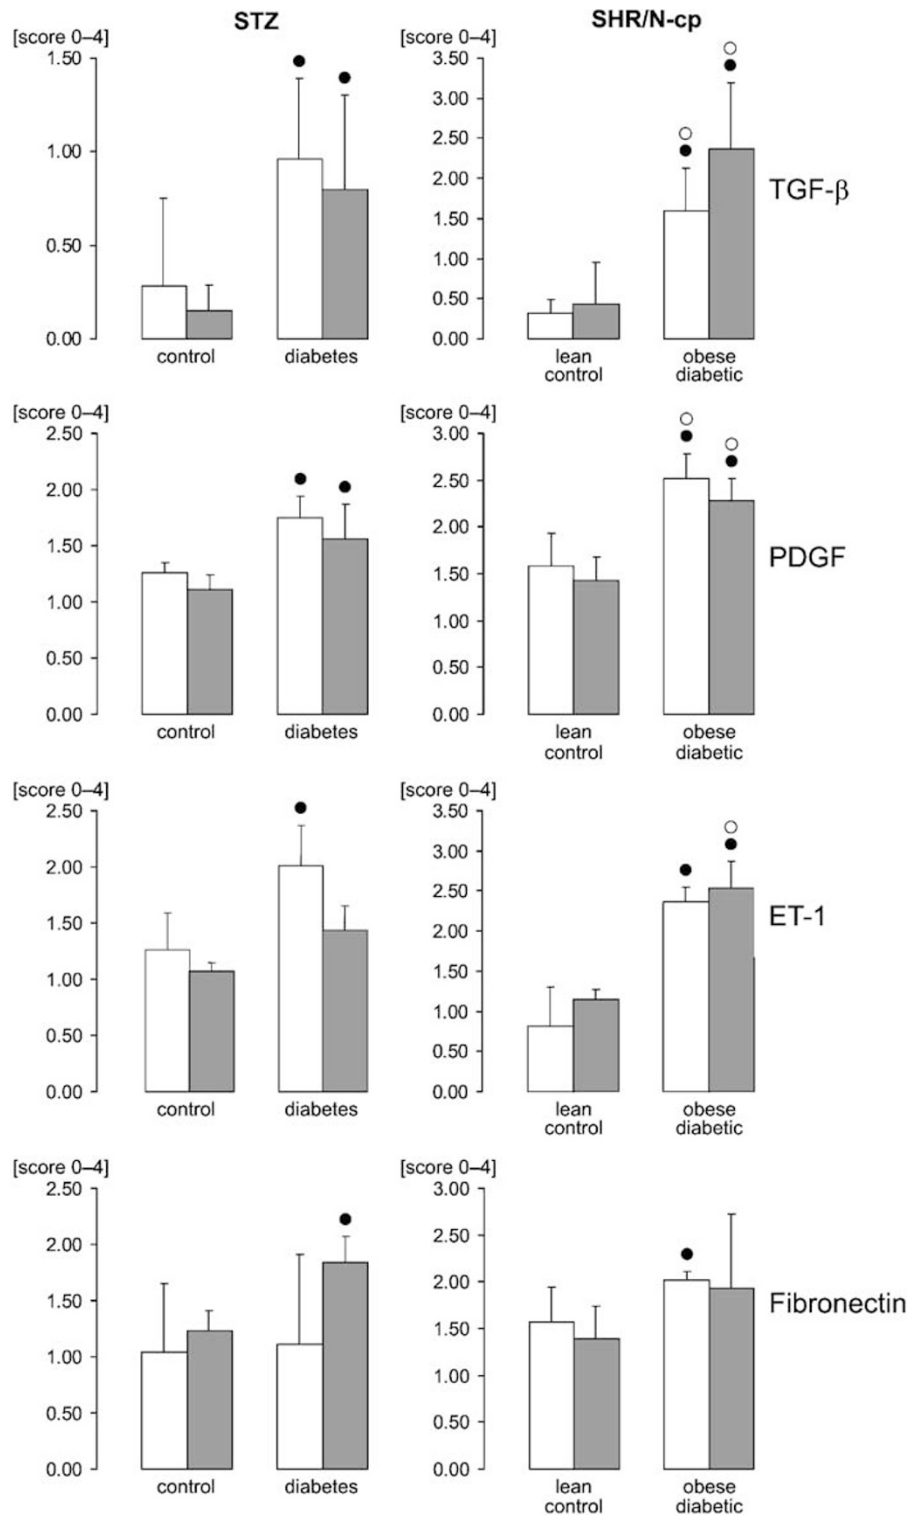 STZ
SHR/N-cp
[score 0–4]
1.50
1.00
0.50
0.00
control
diabetes
[score 0–4]
3.50
3.00
2.50
2.00
1.50
1.00
0.50
0.00
lean
control
obese
diabetic
TGF-β
[score 0–4]
2.50
2.00
1.50
1.00
0.50
0.00
control
diabetes
[score 0–4]
3.00
2.50
2.00
1.50
1.00
0.50
0.00
lean
control
obese
diabetic
PDGF
[score 0–4]
2.50
2.00
1.50
1.00
0.50
0.00
control
diabetes
[score 0–4]
3.50
3.00
2.50
2.00
1.50
1.00
0.50
0.00
lean
control
obese
diabetic
ET-1
[score 0–4]
2.50
2.00
1.50
1.00
0.50
0.00
control
diabetes
[score 0–4]
3.00
2.50
2.00
1.50
1.00
0.50
0.00
lean
control
obese
diabetic
Fibronectin